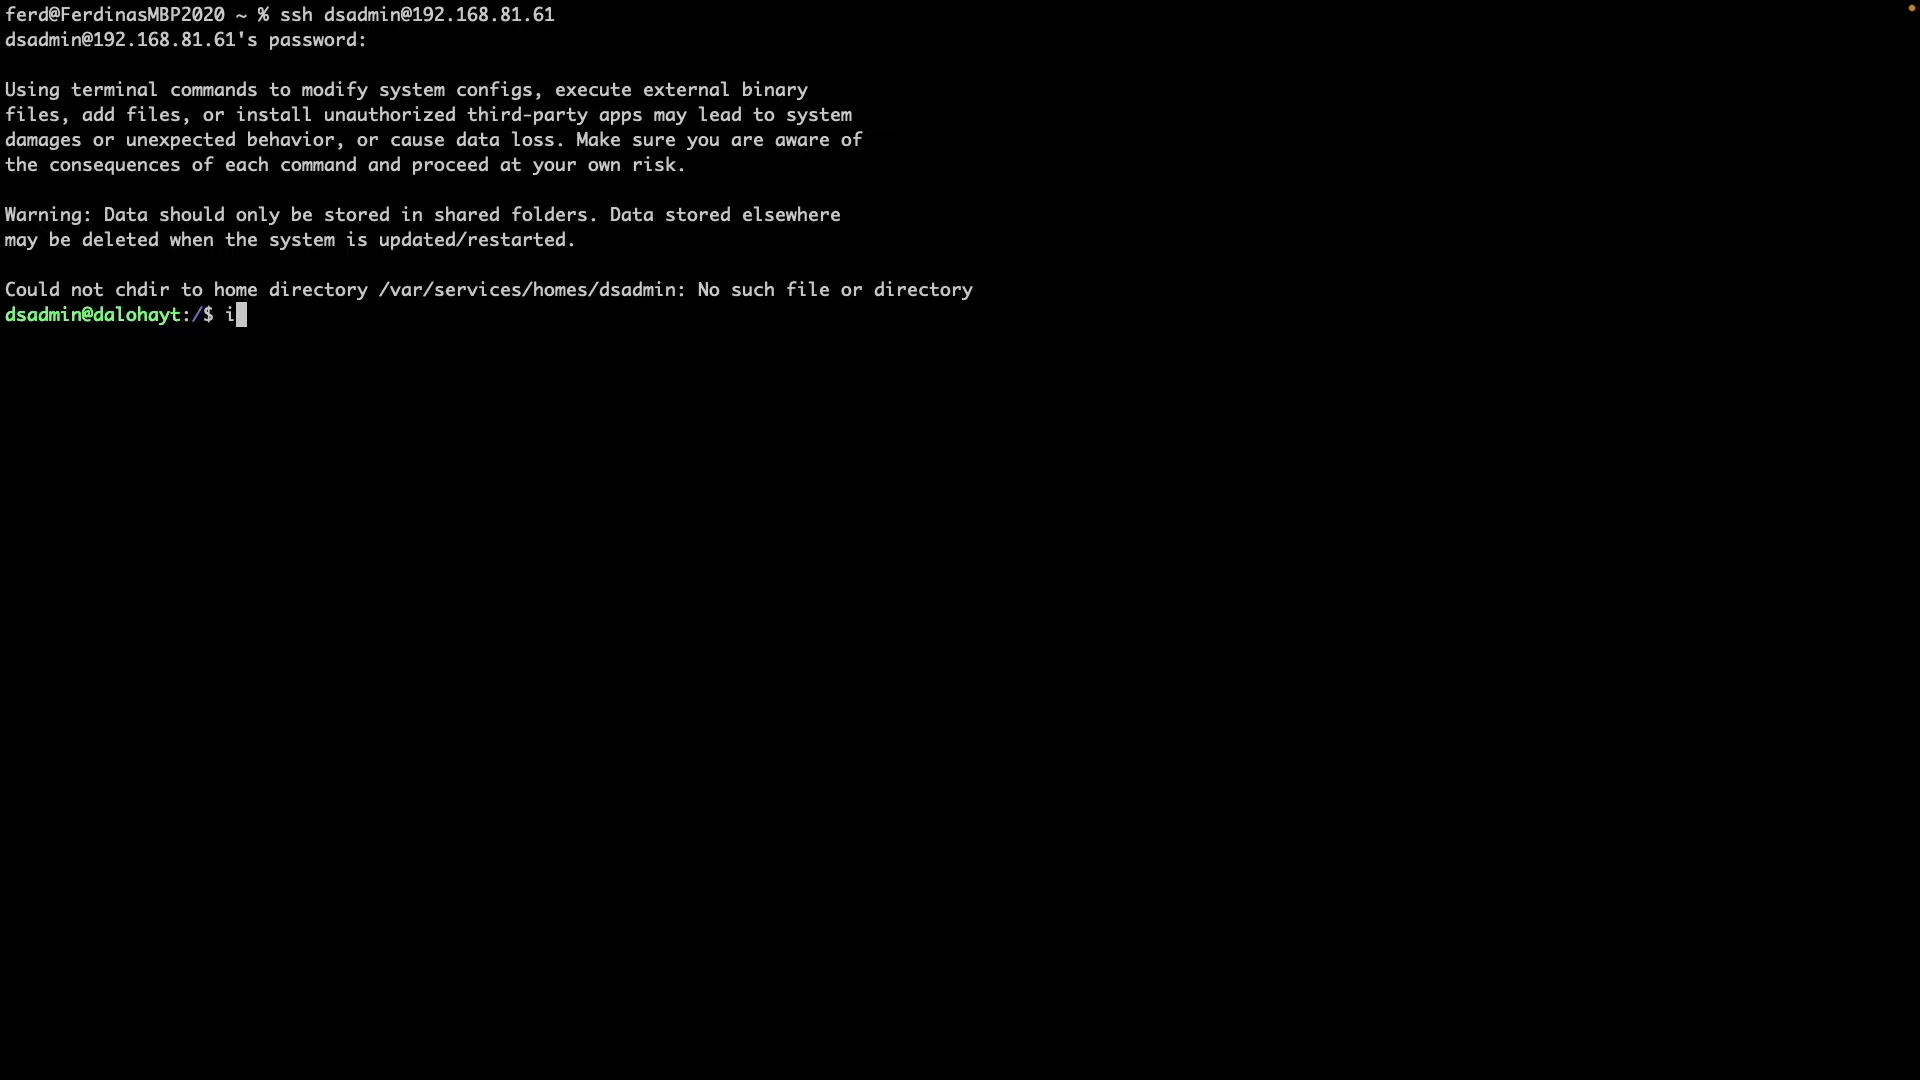 ferd@FerdinasMBP2020 ~ % ssh dsadmin@192.168.81.61
dsadmin@192.168.81.61's password:
Using terminal commands to modify system configs, execute external binary
files, add files, or install unauthorized third-party apps may lead to system
damages or unexpected behavior, or cause data loss. Make sure you are aware of
the consequences of each command and proceed at your own risk.
Warning: Data should only be stored in shared folders. Data stored elsewhere
may be deleted when the system is updated/restarted.
Could not chdir to home directory /var/services/homes/dsadmin: No such file or directory
dsadmin@dalohayt:/$ i